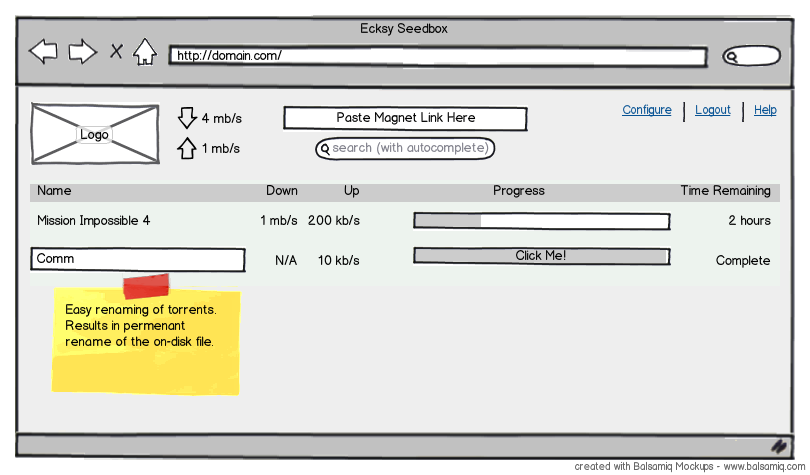 Ecksy Seedbox
http://domain.com/
Logo
4 mb/s
1 mb/s
Paste Magnet Link Here
search (with autocomplete)
Configure
Logout
Help
Name Down Up Progress Time Remaining
Mission Impossible 4 1 mb/s 200 kb/s 2 hours
Comm N/A 10 kb/s Click Me! Complete
Easy renaming of torrents.
Results in permenant
rename of the on-disk file.
created with Balsamiq Mockups - www.balsamiq.com